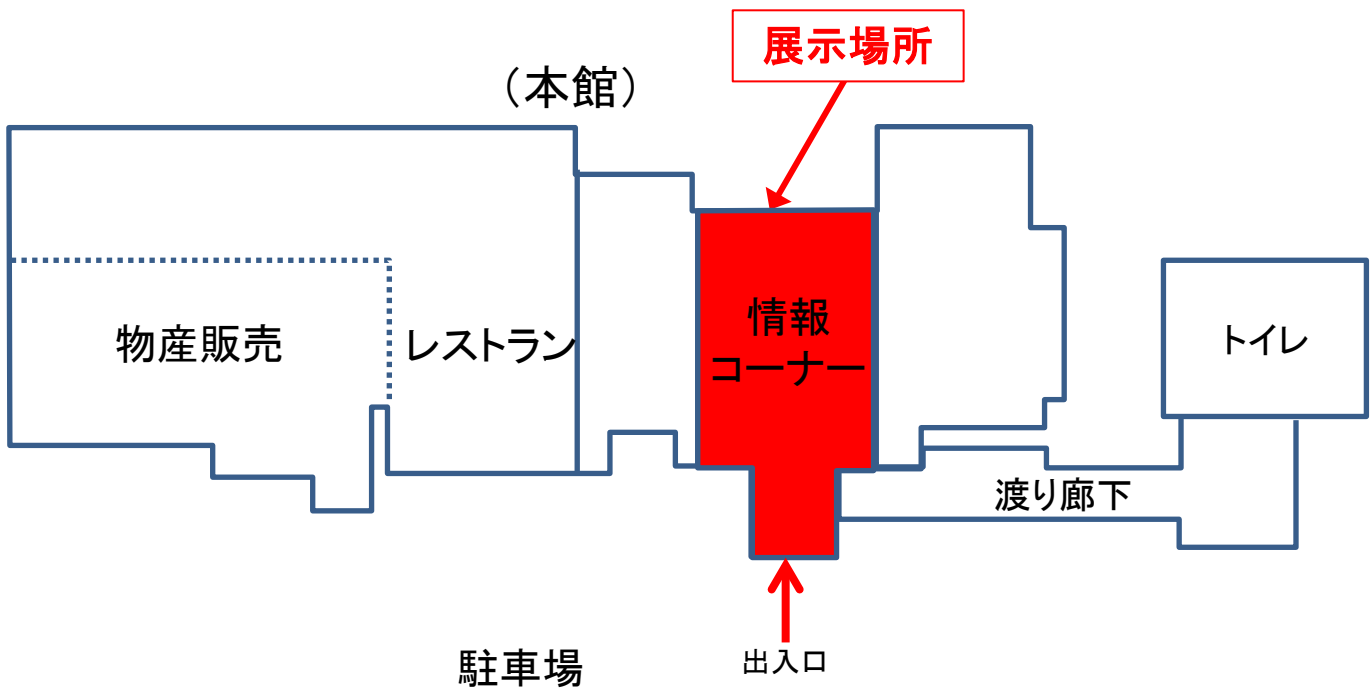 展示場所
（本館）
物産販売
レストラン
情報
コーナー
トイレ
渡り廊下
出入口
駐車場